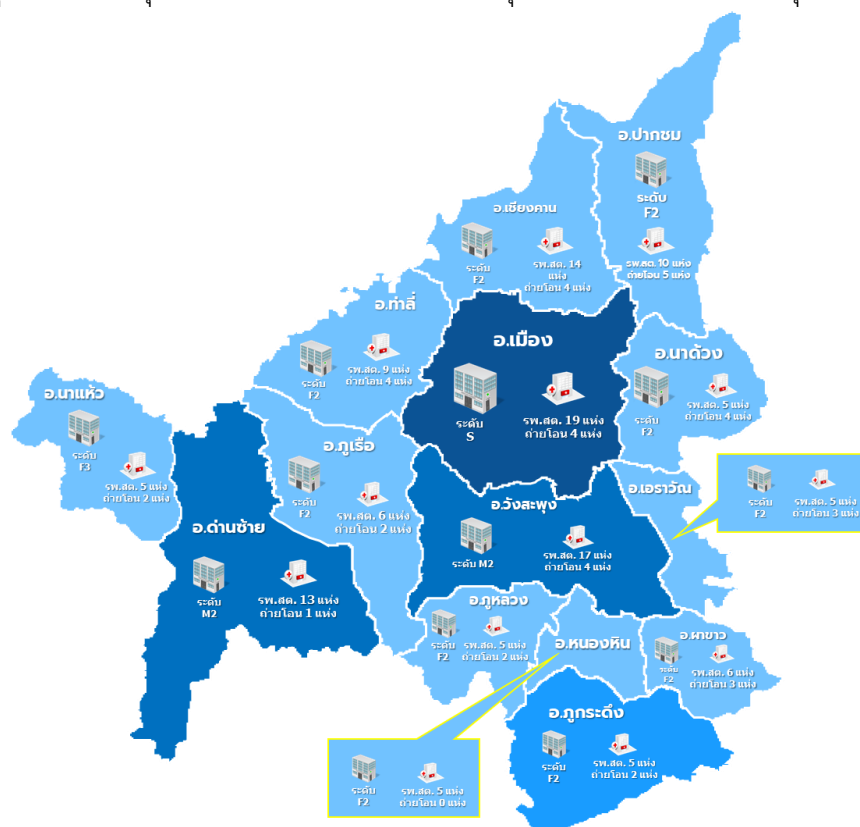 อ.ปากชม
ระดับ
F2
รพ.สต. 10 แห่ง
ถ่ายโอน 5 แห่ง
อ.เชียงคาน
ระดับ
F2
รพ.สต. 14
แห่ง
ถ่ายโอน 4 แห่ง
อ.ท่าลี่
ระดับ
F2
รพ.สต. 9 แห่ง
ถ่ายโอน 4 แห่ง
อ.เมือง
ระดับ
S
รพ.สต. 19 แห่ง
ถ่ายโอน 4 แห่ง
อ.นาด้วง
ระดับ
F2
รพ.สต. 5 แห่ง
ถ่ายโอน 4 แห่ง
อ.นาแห้ว
ระดับ
F3
รพ.สต. 5 แห่ง
ถ่ายโอน 2 แห่ง
อ.ภูเรือ
ระดับ
F2
รพ.สต. 6 แห่ง
ถ่ายโอน 2 แห่ง
อ.เอราวัณ
ระดับ
F2
รพ.สต. 5 แห่ง
ถ่ายโอน 3 แห่ง
อ.วังสะพุง
ระดับ M2
รพ.สต. 17 แห่ง
ถ่ายโอน 4 แห่ง
อ.ด่านซ้าย
ระดับ
M2
รพ.สต. 13 แห่ง
ถ่ายโอน 1 แห่ง
อ.ภูหลวง
ระดับ
F2
รพ.สต. 5 แห่ง
ถ่ายโอน 2 แห่ง
อ.หนองหิน
ระดับ
F2
รพ.สต. 5 แห่ง
ถ่ายโอน 0 แห่ง
อ.ผาขาว
ระดับ
F2
รพ.สต. 6 แห่ง
ถ่ายโอน 3 แห่ง
อ.ภูกระดึง
ระดับ
F2
รพ.สต. 5 แห่ง
ถ่ายโอน 2 แห่ง